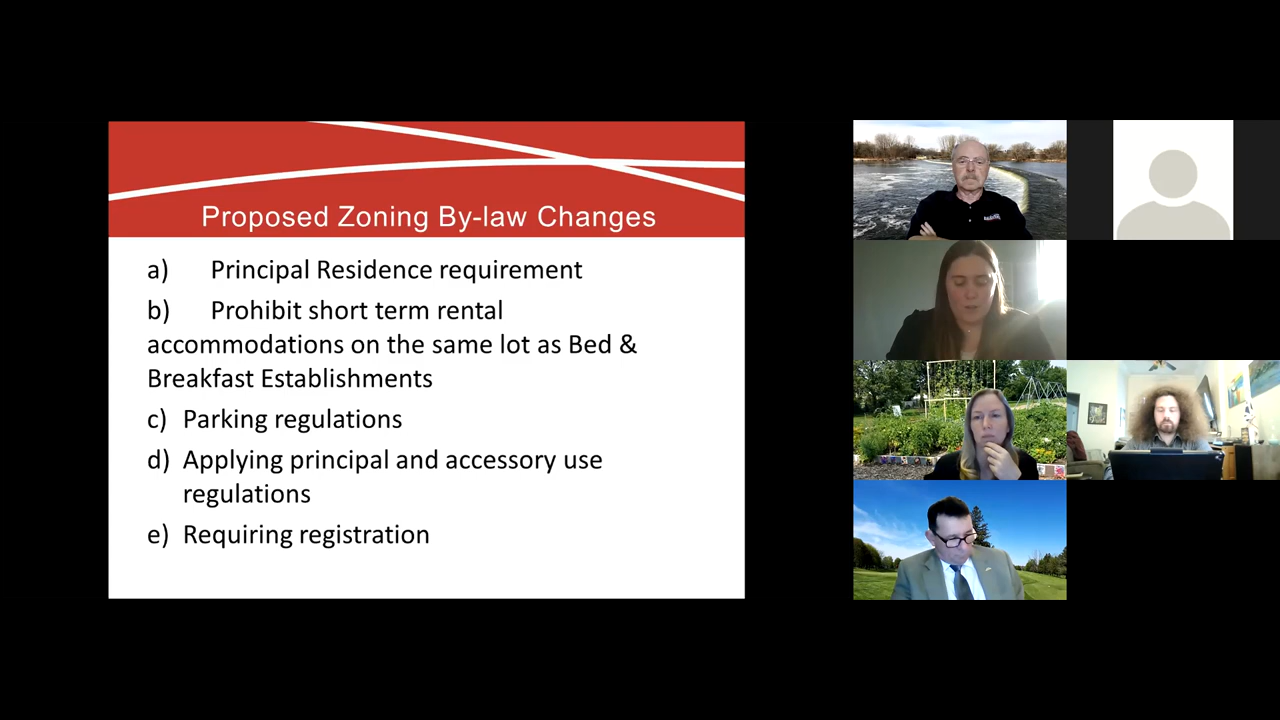 Proposed Zoning By-law Changes
a) Principal Residence requirement
b) Prohibit short term rental
accommodations on the same lot as Bed &
Breakfast Establishments
c) Parking regulations
d) Applying principal and accessory use
regulations
e) Requiring registration